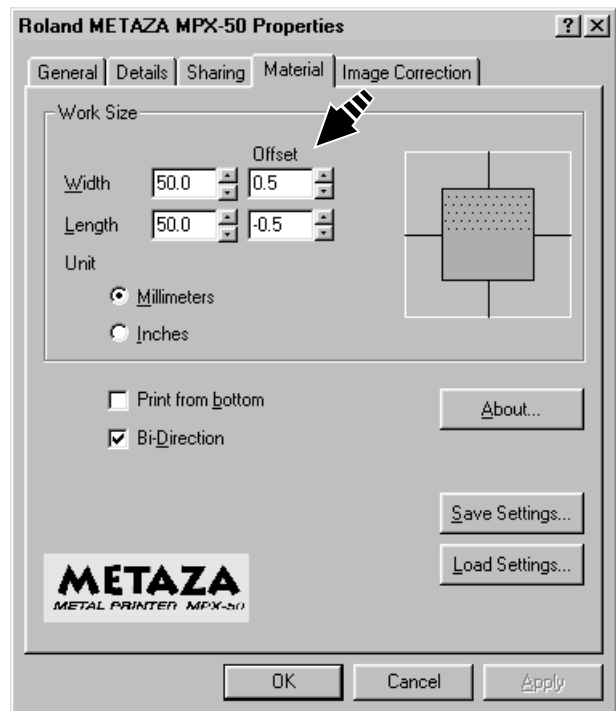 Roland METAZA MPX-50 Properties
General Details Sharing Material Image Correction
Work Size
Offset
Width 50.0 0.5
Length 50.0 -0.5
Unit
Millimeters
Inches
Print from bottom
About...
Bi-Direction
Save Settings...
Load Settings...
METAZA
METAL PRINTER MPX-50
OK Cancel Apply